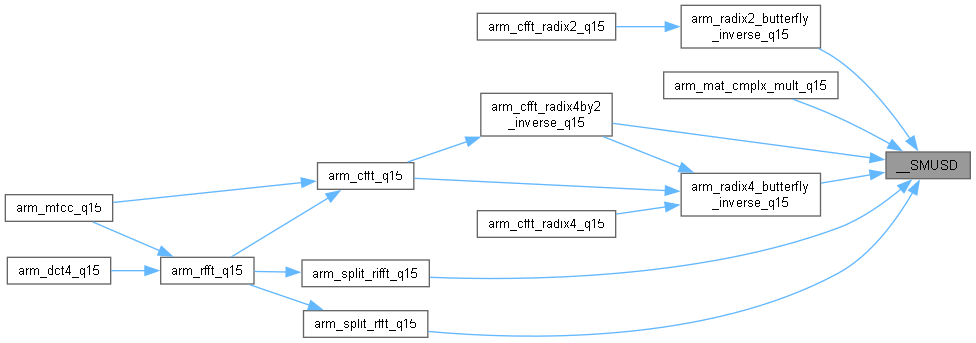 arm_cfft_radix2_q15
arm_radix2_butterfly
_inverse_q15
arm_mat_cmplx_mult_q15
arm_cfft_radix4by2
_inverse_q15
__SMUSD
arm_cfft_q15
arm_radix4_butterfly
_inverse_q15
arm_mfcc_q15
arm_cfft_radix4_q15
arm_dct4_q15
arm_rfft_q15
arm_split_rifft_q15
arm_split_rfft_q15